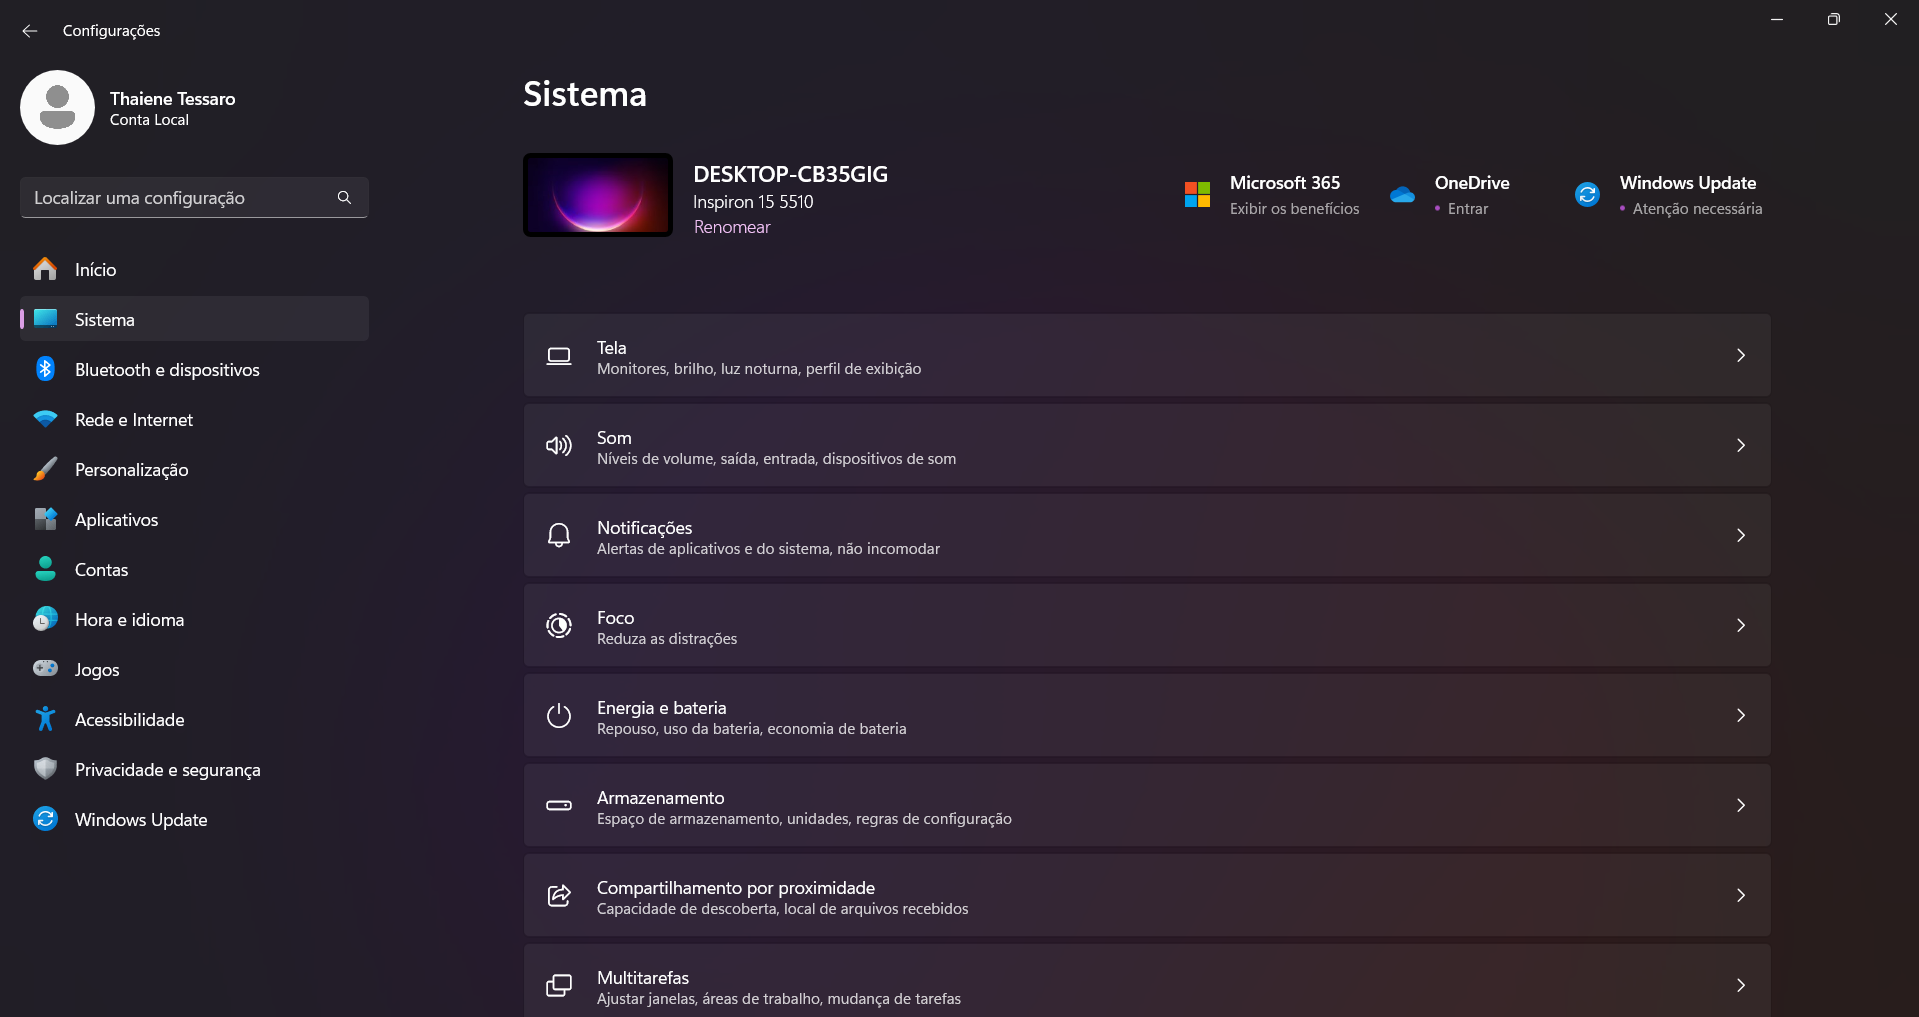 Configurações
Thaiene Tessaro
Conta Local
Localizar uma configuração
Início
Sistema
Bluetooth e dispositivos
Rede e Internet
Personalização
Aplicativos
Contas
Hora e idioma
Jogos
Acessibilidade
Privacidade e segurança
Windows Update
Sistema
DESKTOP-CB35GIG
Inspiron 15 5510
Renomear
Microsoft 365
Exibir os benefícios
OneDrive
• Entrar
Windows Update
• Atenção necessária
Tela
Monitores, brilho, luz noturna, perfil de exibição
Som
Níveis de volume, saída, entrada, dispositivos de som
Notificações
Alertas de aplicativos e do sistema, não incomodar
Foco
Reduza as distrações
Energia e bateria
Repouso, uso da bateria, economia de bateria
Armazenamento
Espaço de armazenamento, unidades, regras de configuração
Compartilhamento por proximidade
Capacidade de descoberta, local de arquivos recebidos
Multitarefas
Ajustar janelas, áreas de trabalho, mudança de tarefas